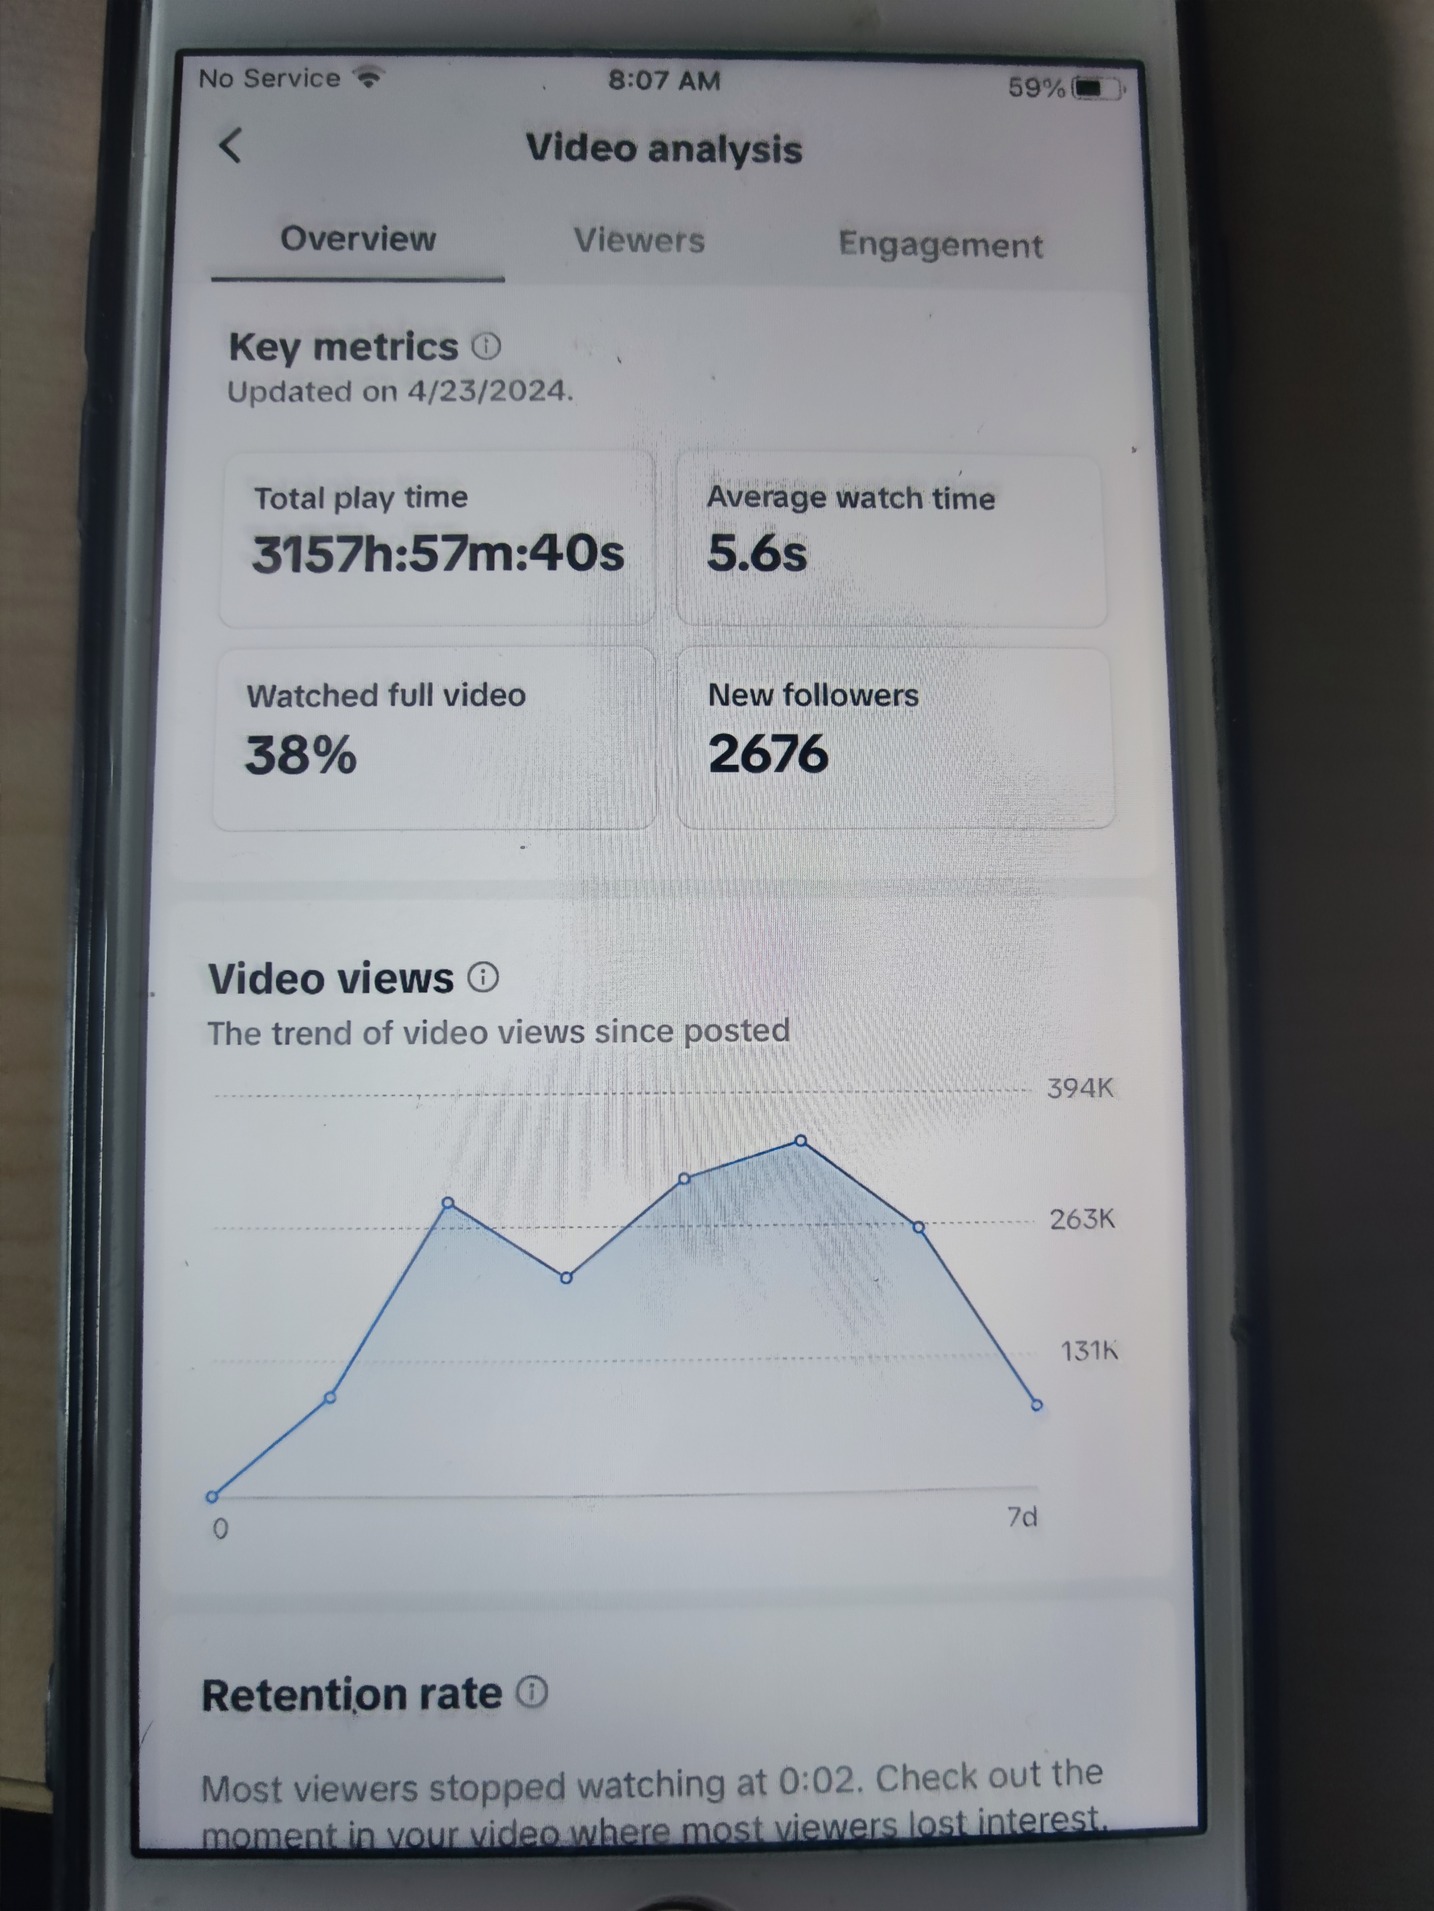 No Service 8:07 AM 59%
Video analysis
Overview Viewers Engagement
Key metrics
Updated on 4/23/2024.
Total play time Average watch time
3157h:57m:40s 5.6s
Watched full video New followers
38% 2676
Video views
The trend of video views since posted
394K
263K
131K
0 7d
Retention rate
Most viewers stopped watching at 0:02. Check out the
moment in your video where most viewers lost interest.